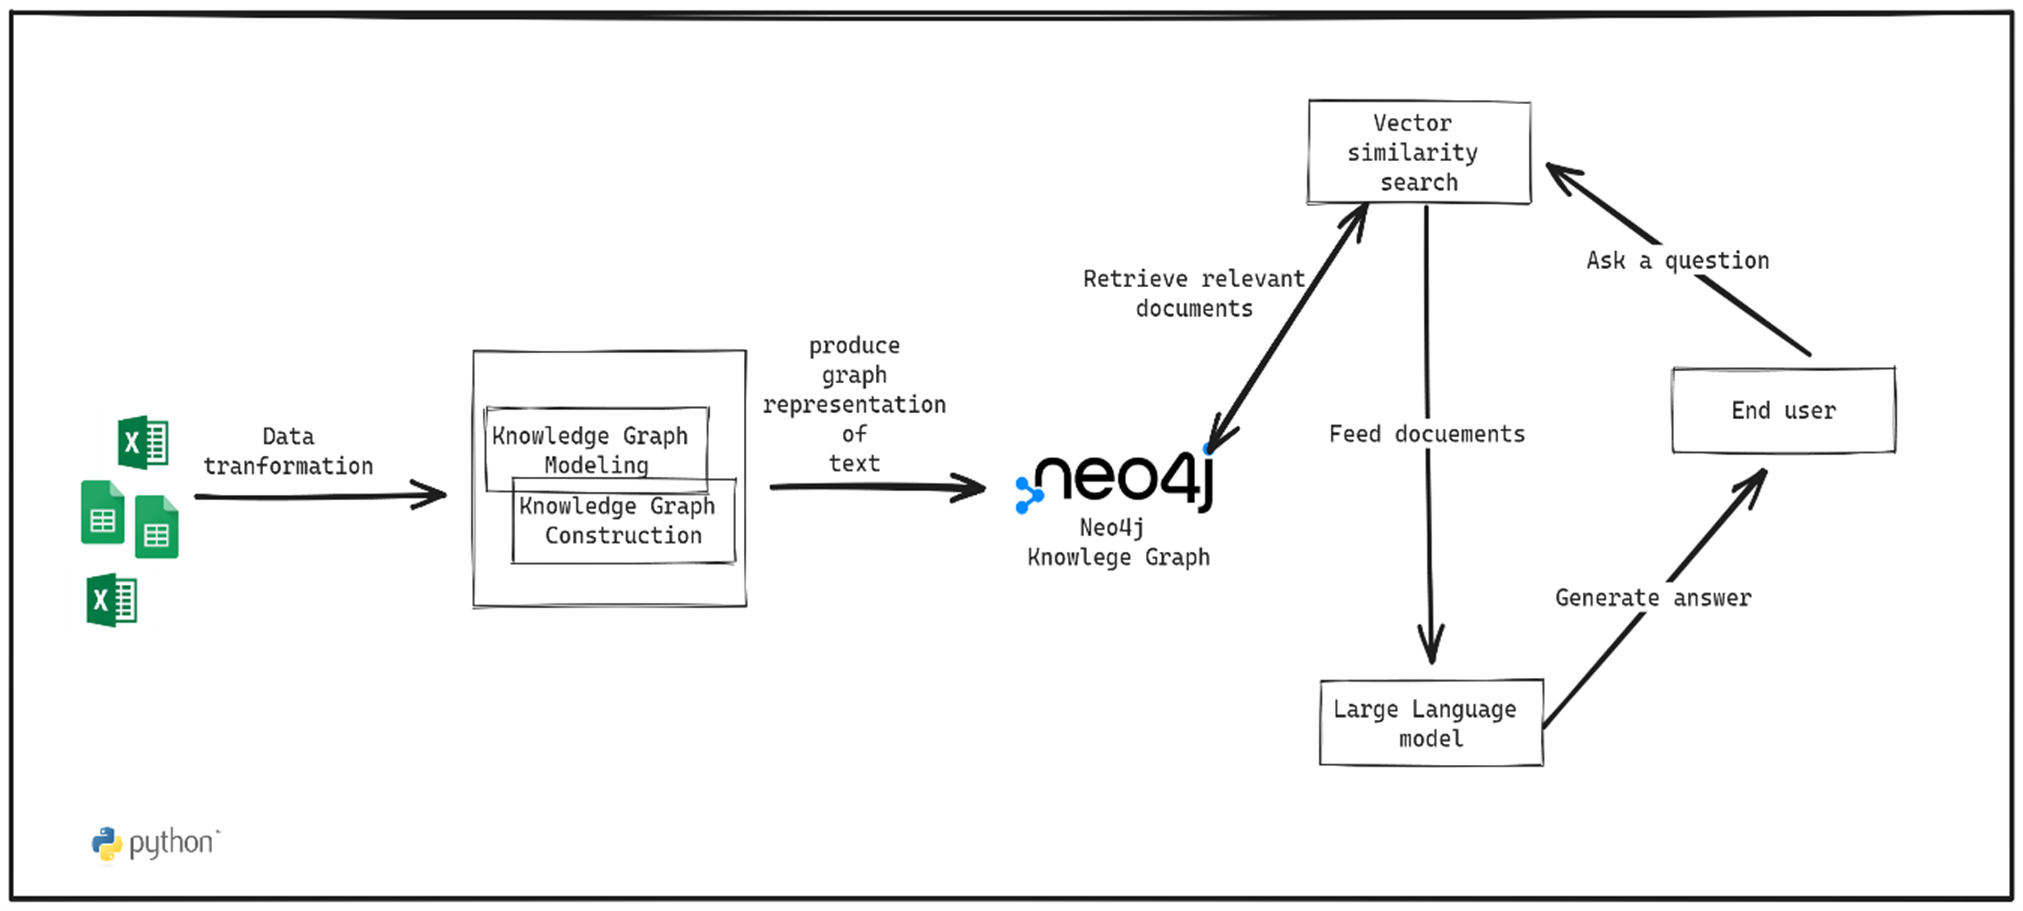 Vector
similarity
search
Ask a question
Retrieve relevant
documents
produce
graph
representation
of
text
End user
Data
tranformation
Knowledge Graph
Modeling
Knowledge Graph
Construction
Feed docuements
neo4j
Neo4j
Knowlege Graph
X
X
Generate answer
Large Language
model
python™